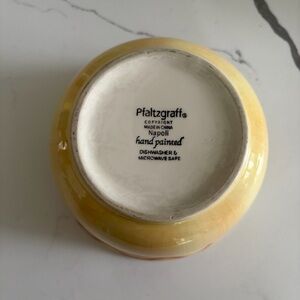 Pfaltzgraff®
COPYRIGHT
MADE IN CHINA
Napoli
hand painted
DISHWASHER &
MICROWAVE SAFE